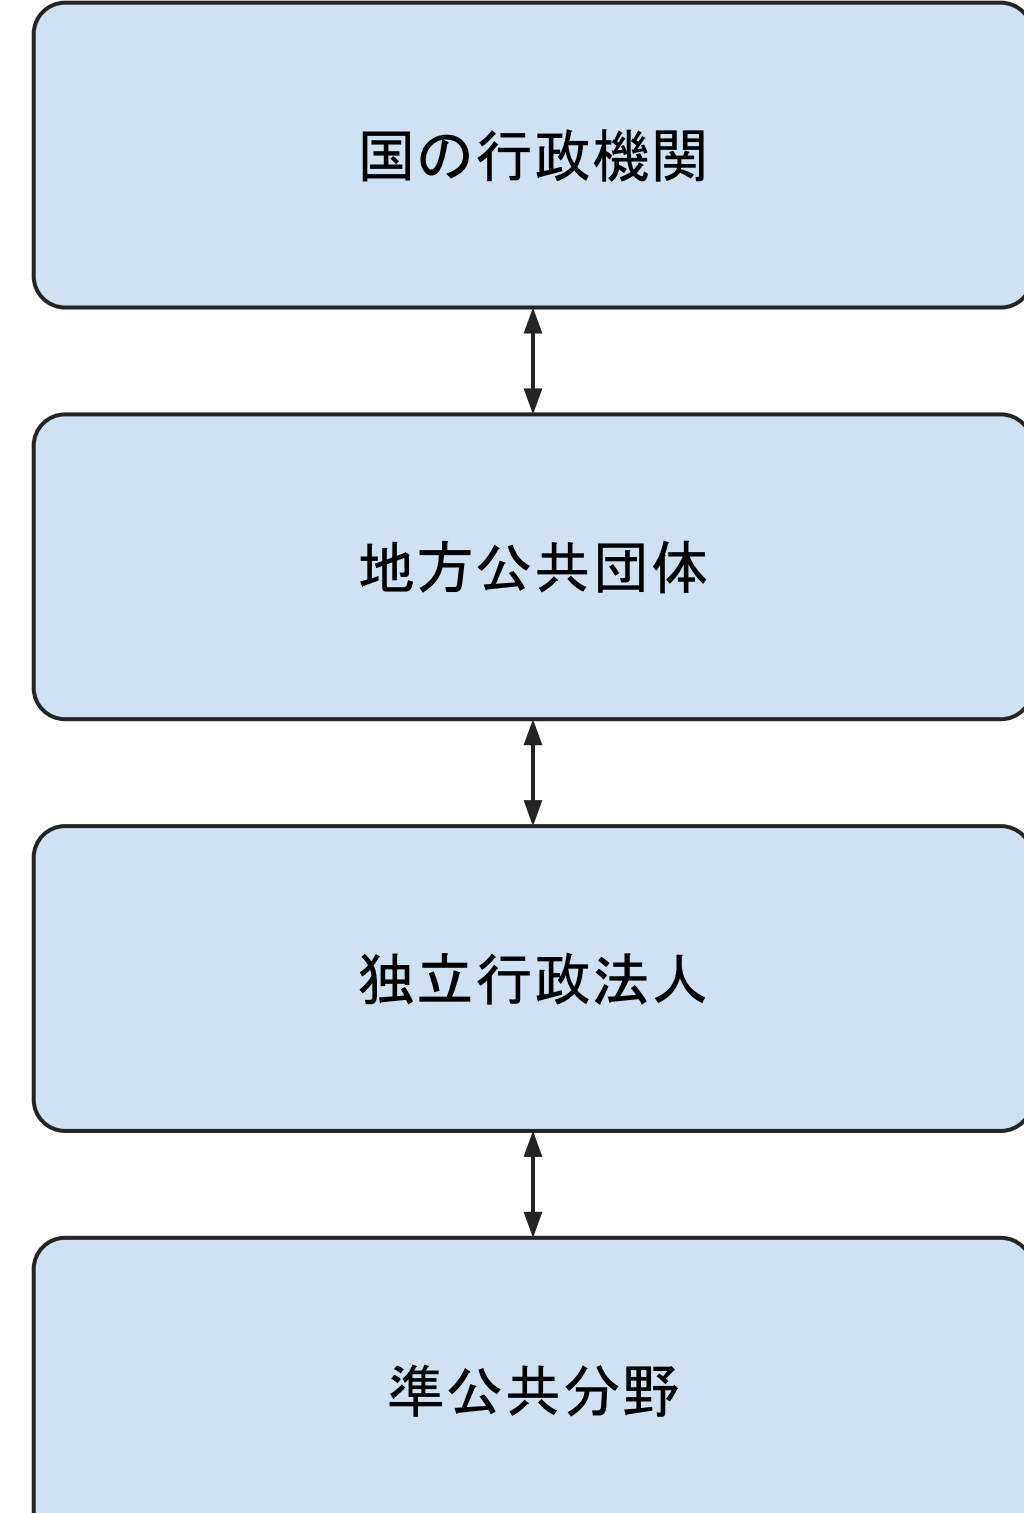 国の行政機関
地方公共団体
独立行政法人
準公共分野